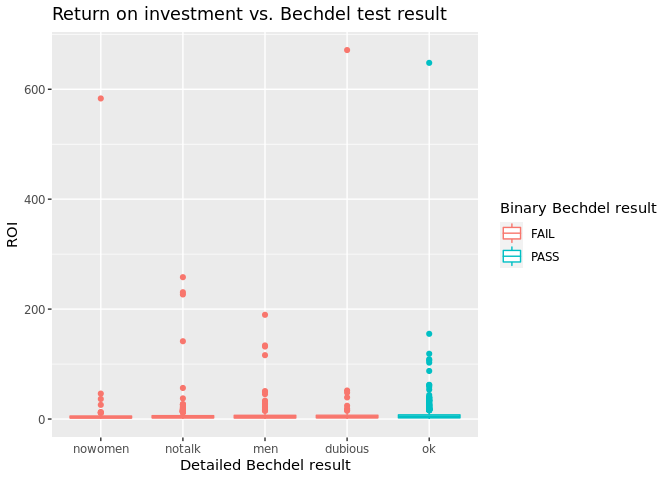 Return on investment vs. Bechdel test result
600
400
200
0
ROI
nowomen notalk men dubious ok
Detailed Bechdel result
Binary Bechdel result
FAIL
PASS